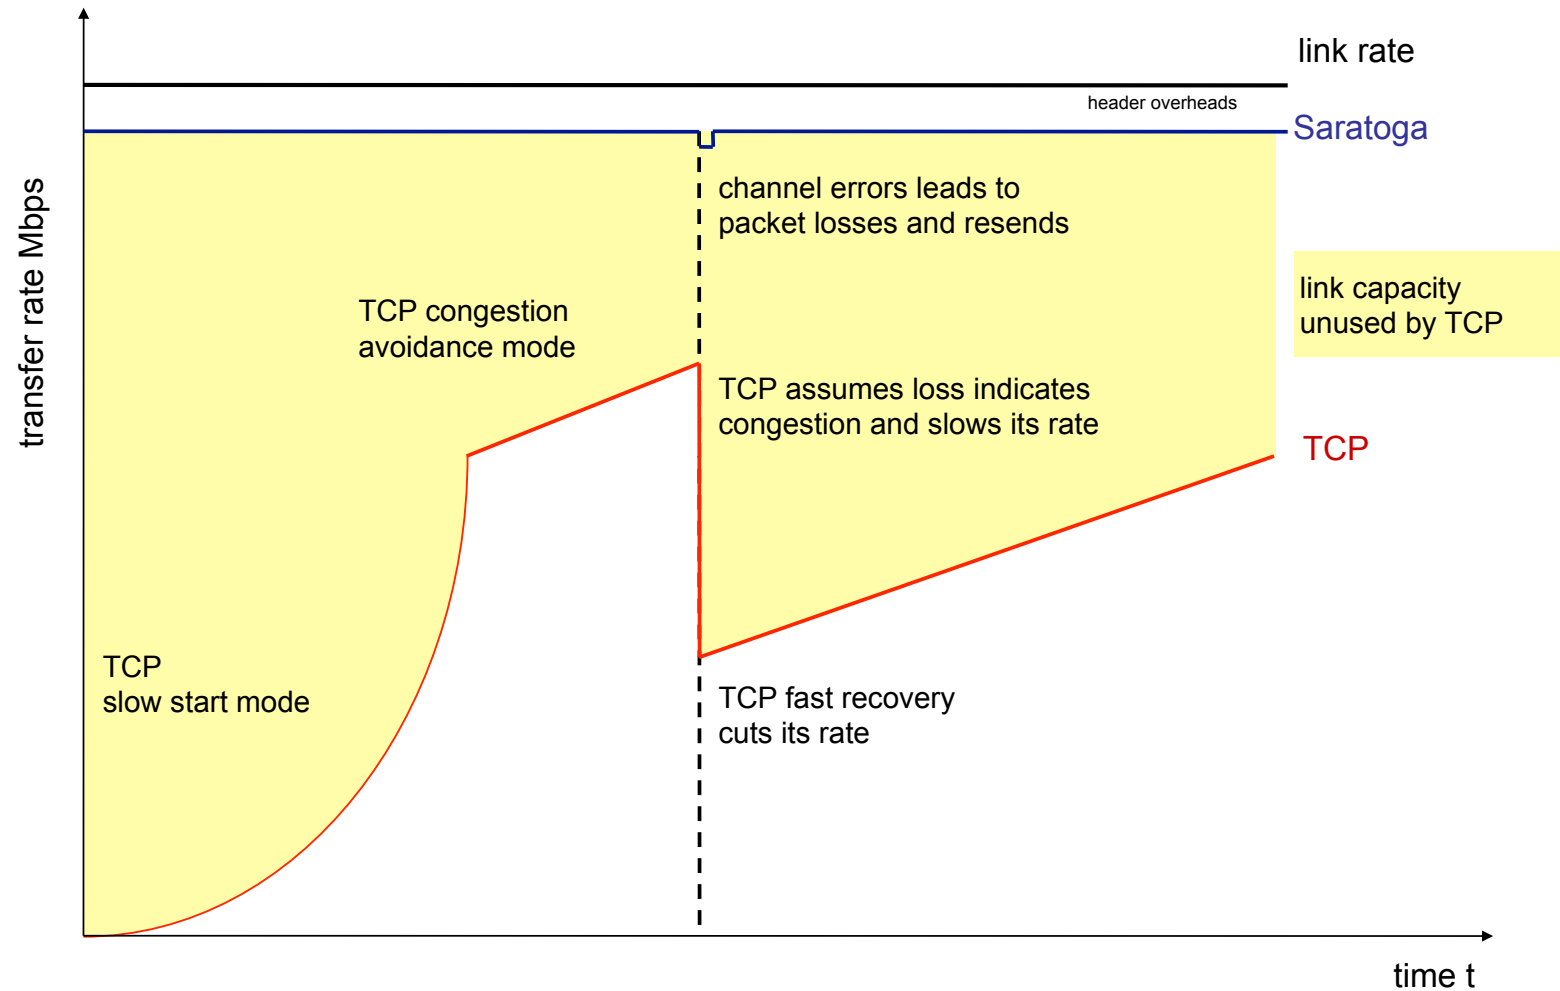 link rate
header overheads
Saratoga
transfer rate Mbps
channel errors leads to
packet losses and resends
link capacity
unused by TCP
TCP congestion
avoidance mode
TCP assumes loss indicates
congestion and slows its rate
TCP
TCP
slow start mode
TCP fast recovery
cuts its rate
time t